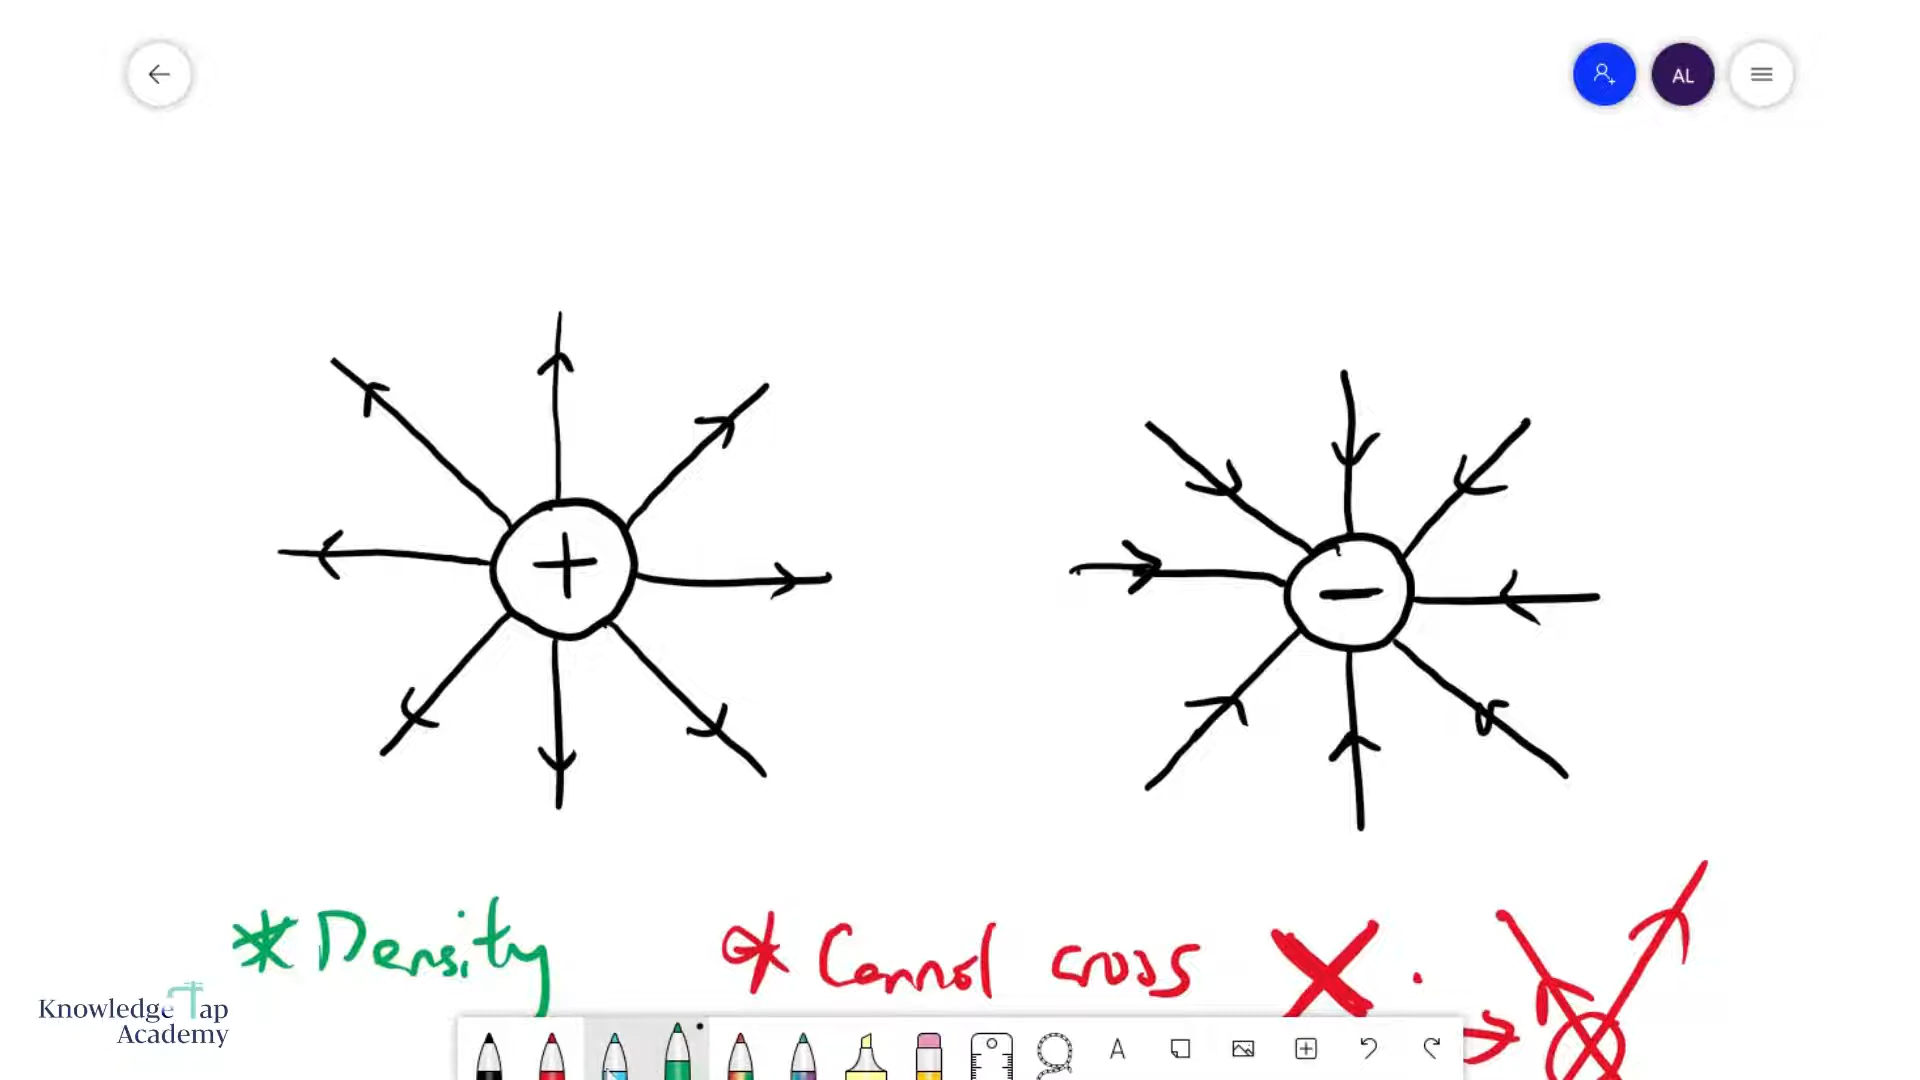 AL
+
−
* Density
* Cannot cross X .
Knowledge Tap
Academy
A